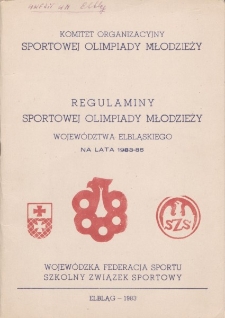 KOMITET ORGANIZACYJNY
SPORTOWEJ OLIMPIADY MŁODZIEŻY
REGULAMINY
SPORTOWEJ OLIMPIADY MŁODZIEŻY
WOJEWÓDZTWA ELBLĄSKIEGO
NA LATA 1983-85
SZS
WOJEWÓDZKA FEDERACJA SPORTU
SZKOLNY ZWIĄZEK SPORTOWY
ELBLĄG — 1983